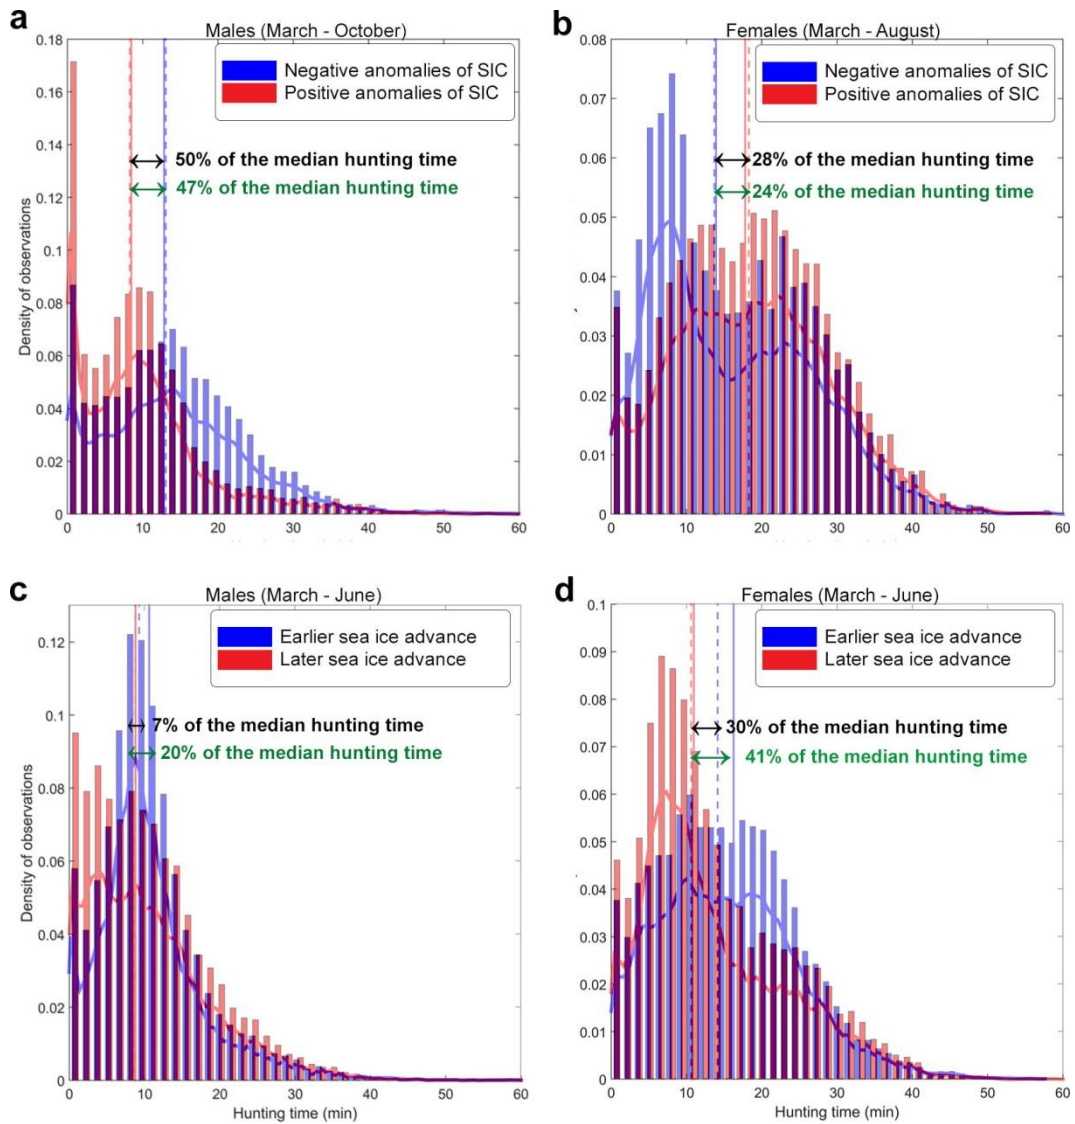 a
Males (March - October)
0.18
0.16
0.14
0.12
0.1
0.08
0.06
0.04
0.02
0
Density of observations
Negative anomalies of SIC
Positive anomalies of SIC
50% of the median hunting time
47% of the median hunting time
0 10 20 30 40 50 60
b
Females (March - August)
0.08
0.07
0.06
0.05
0.04
0.03
0.02
0.01
0
Negative anomalies of SIC
Positive anomalies of SIC
28% of the median hunting time
24% of the median hunting time
0 10 20 30 40 50 60
c
Males (March - June)
0.12
0.1
0.08
0.06
0.04
0.02
0
Density of observations
Earlier sea ice advance
Later sea ice advance
7% of the median hunting time
20% of the median hunting time
0 10 20 30 40 50 60
Hunting time (min)
d
Females (March - June)
0.1
0.09
0.08
0.07
0.06
0.05
0.04
0.03
0.02
0.01
0
Earlier sea ice advance
Later sea ice advance
30% of the median hunting time
41% of the median hunting time
0 10 20 30 40 50 60
Hunting time (min)